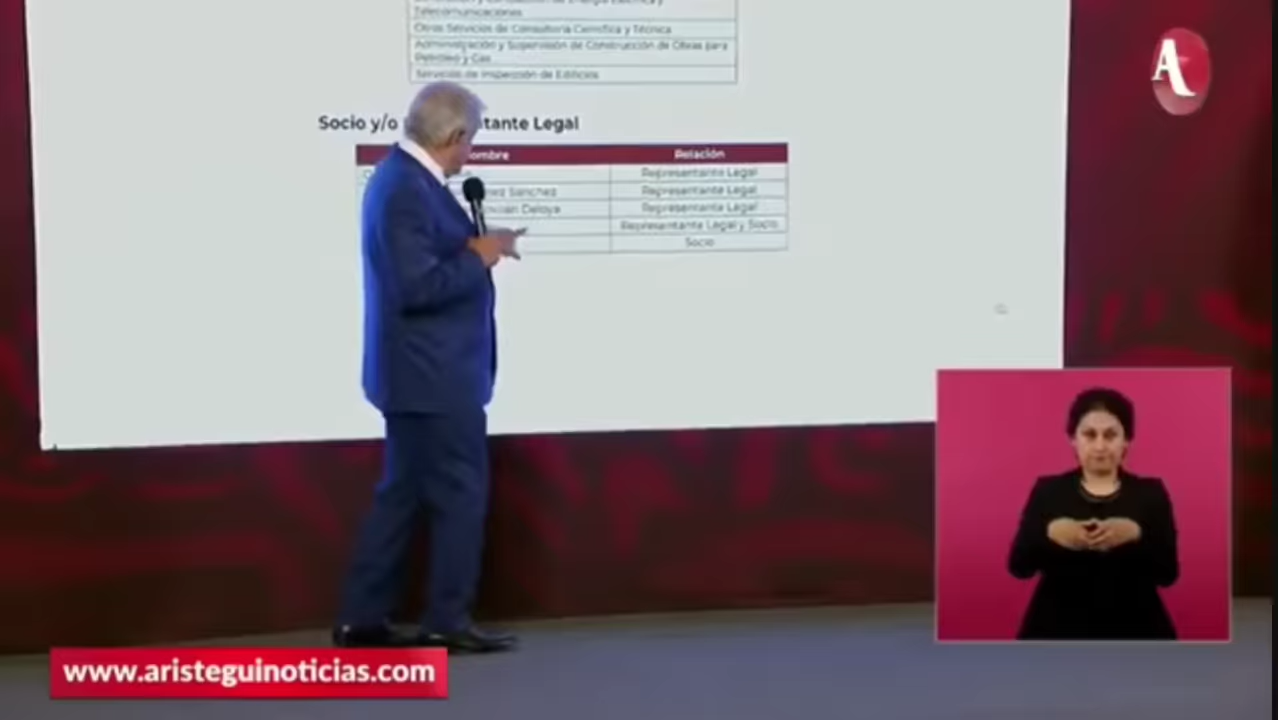 Telecomunicaciones
Otros Servicios de Consultoría Científica y Técnica
Administración y Supervisión de Construcción de Obras para
Petróleo y Gas
Servicios de Inspección de Edificios
A
Socio y/o tante Legal
ombre Relación
Representante Legal
Sánchez Representante Legal
Deloya Representante Legal
Representante Legal y Socio
Socio
www.aristeguinoticias.com